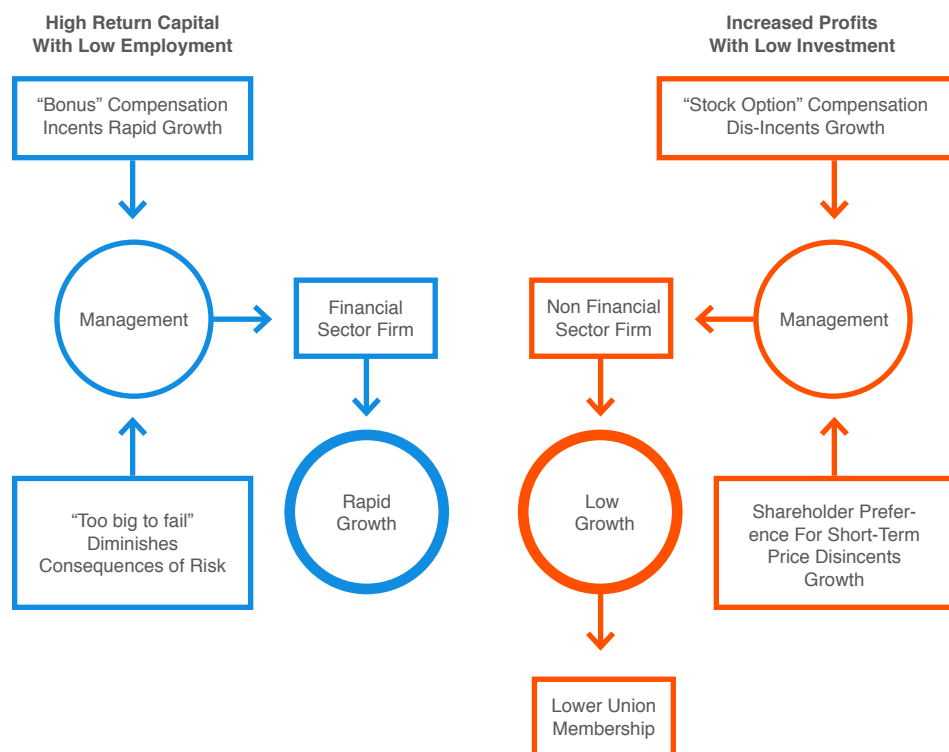 High Return Capital
With Low Employment
“Bonus” Compensation
Incents Rapid Growth
Management
Financial
Sector Firm
“Too big to fail”
Diminishes
Consequences of Risk
Rapid
Growth
Increased Profits
With Low Investment
“Stock Option” Compensation
Dis-Incents Growth
Non Financial
Sector Firm
Management
Low
Growth
Shareholder Prefer-
ence For Short-Term
Price Disincents
Growth
Lower Union
Membership